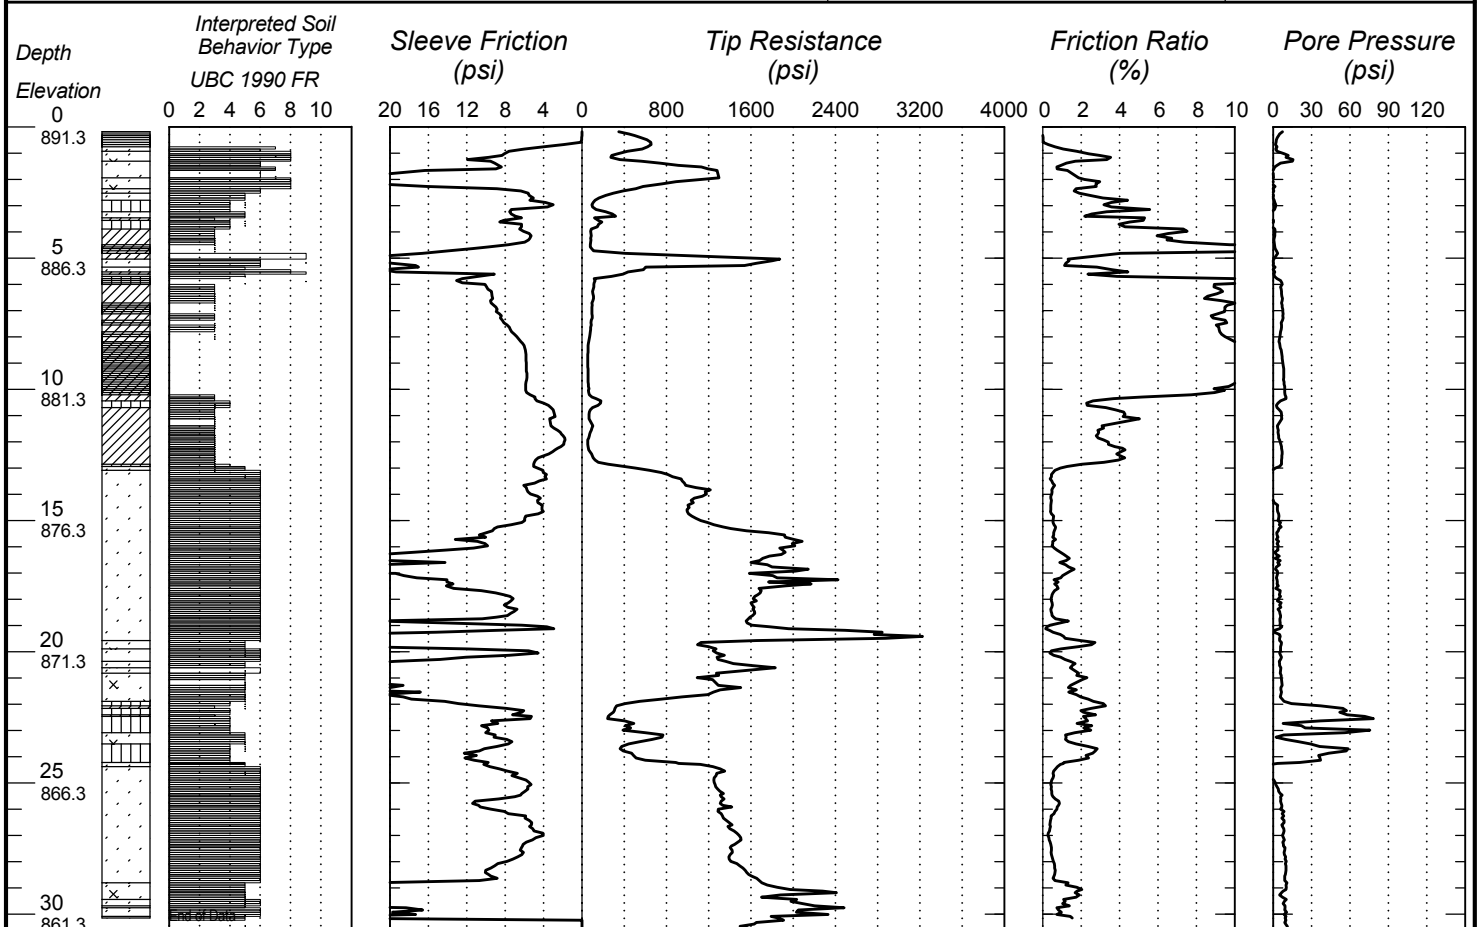 Depth
Elevation
Interpreted Soil
Behavior Type
UBC 1990 FR
Sleeve Friction
(psi)
Tip Resistance
(psi)
Friction Ratio
(%)
Pore Pressure
(psi)
0 2 4 6 8 10
20 16 12 8 4 0
800 1600 2400 3200 4000
0 2 4 6 8 10
0 30 60 90 120
0
891.3
5
886.3
10
881.3
15
876.3
20
871.3
25
866.3
30
861.3
End of Data